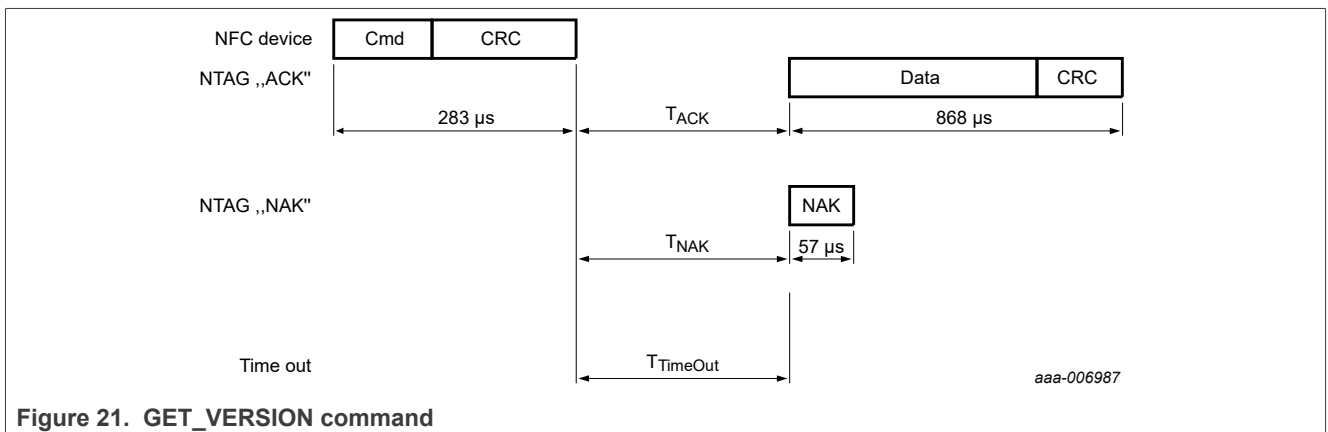 NFC device Cmd CRC
NTAG ,,ACK" Data CRC
283 µs TACK 868 µs
NTAG ,,NAK" NAK
TNAK 57 µs
Time out TTimeOut aaa-006987
Figure 21. GET_VERSION command